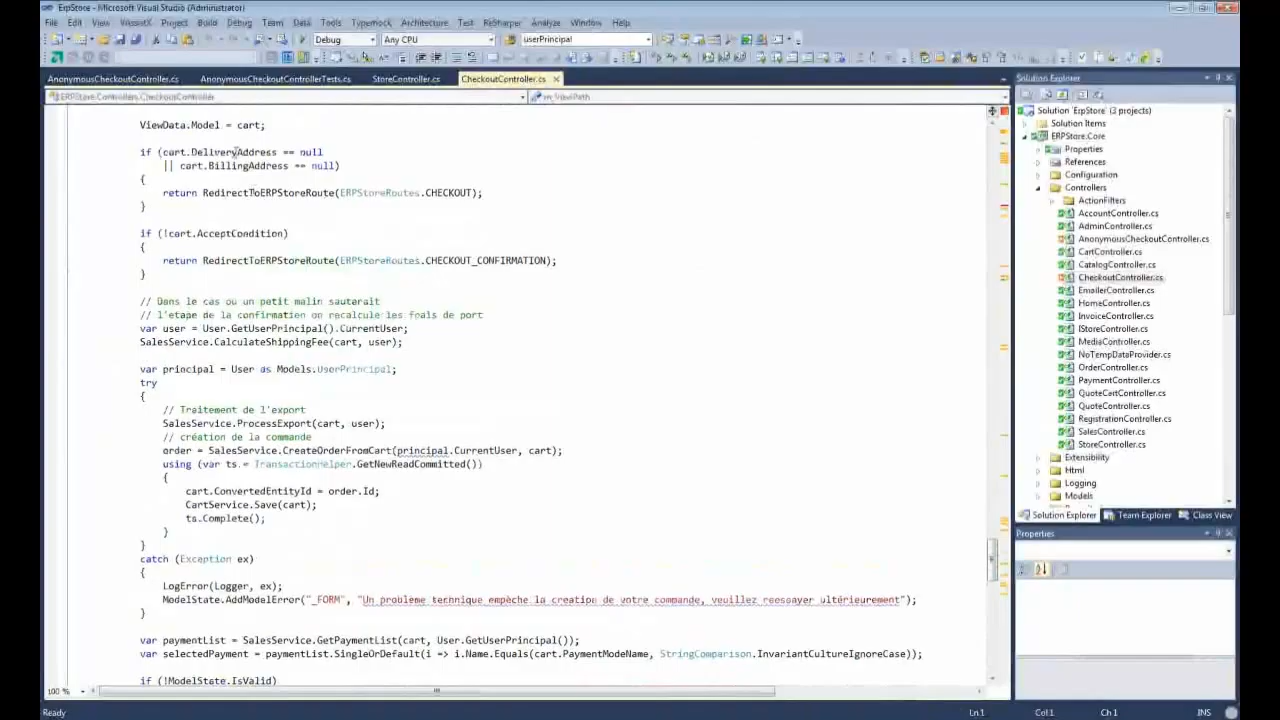 ErpStore - Microsoft Visual Studio (Administrator)
File Edit View WessetX Project Build Debug Team Data Tools Typemock Architecture Test ReSharper Analyze Window Help
Debug Any CPU userPrincipal
AnonymousCheckoutController.cs AnonymousCheckoutControllerTests.cs StoreController.cs CheckoutController.cs
ERPStore.Controllers.CheckoutController m_ViewPath
ViewData.Model = cart;
if (cart.DeliveryAddress == null
|| cart.BillingAddress == null)
{
return RedirectToERPStoreRoute(ERPStoreRoutes.CHECKOUT);
}
if (!cart.AcceptCondition)
{
return RedirectToERPStoreRoute(ERPStoreRoutes.CHECKOUT_CONFIRMATION);
}
// Dans le cas ou un petit malin sauterait
// l'etape de la confirmation on recalcule les foals de port
var user = User.GetUserPrincipal().CurrentUser;
SalesService.CalculateShippingFee(cart, user);
var principal = User as Models.UserPrincipal;
try
{
// Traitement de l'export
SalesService.ProcessExport(cart, user);
// création de la commande
order = SalesService.CreateOrderFromCart(principal.CurrentUser, cart);
using (var ts = TransactionHelper.GetNewReadCommitted())
{
cart.ConvertedEntityId = order.Id;
CartService.Save(cart);
ts.Complete();
}
}
catch (Exception ex)
{
LogError(Logger, ex);
ModelState.AddModelError("_FORM", "Un problème technique empèche la creation de votre commande, veuillez reessayer ultérieurement");
}
var paymentList = SalesService.GetPaymentList(cart, User.GetUserPrincipal());
var selectedPayment = paymentList.SingleOrDefault(i => i.Name.Equals(cart.PaymentModeName, StringComparison.InvariantCultureIgnoreCase));
if (!ModelState.IsValid)
100 %
Solution Explorer
Solution 'ErpStore' (3 projects)
Solution Items
ERPStore.Core
Properties
References
Configuration
Controllers
ActionFilters
AccountController.cs
AdminController.cs
AnonymousCheckoutController.cs
CartController.cs
CatalogController.cs
CheckoutController.cs
EmailerController.cs
HomeController.cs
InvoiceController.cs
IStoreController.cs
MediaController.cs
NoTempDataProvider.cs
OrderController.cs
PaymentController.cs
QuoteCartController.cs
QuoteController.cs
RegistrationController.cs
SalesController.cs
StoreController.cs
Extensibility
Html
Logging
Models
Solution Explorer Team Explorer Class View
Properties
Ready Ln 1 Col 1 Ch 1 INS